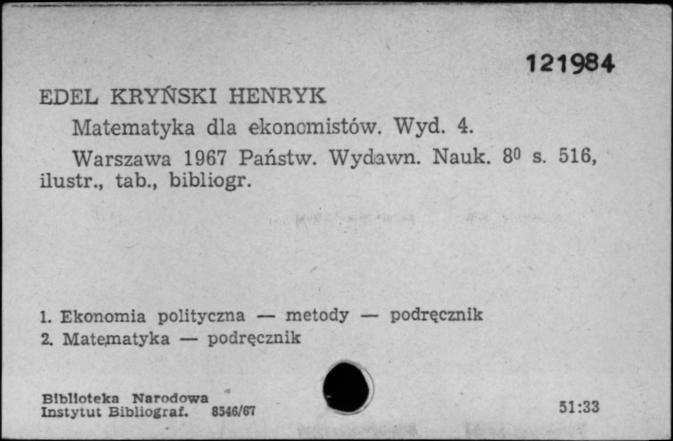 121984
EDEL KRYŃSKI HENRYK
Matematyka dla ekonomistów. Wyd. 4.
Warszawa 1967 Państw. Wydawn. Nauk. 8⁰ s. 516,
ilustr., tab., bibliogr.
1. Ekonomia polityczna — metody — podręcznik
2. Matematyka — podręcznik
Biblioteka Narodowa
Instytut Bibliograf. 8546/67
51:33